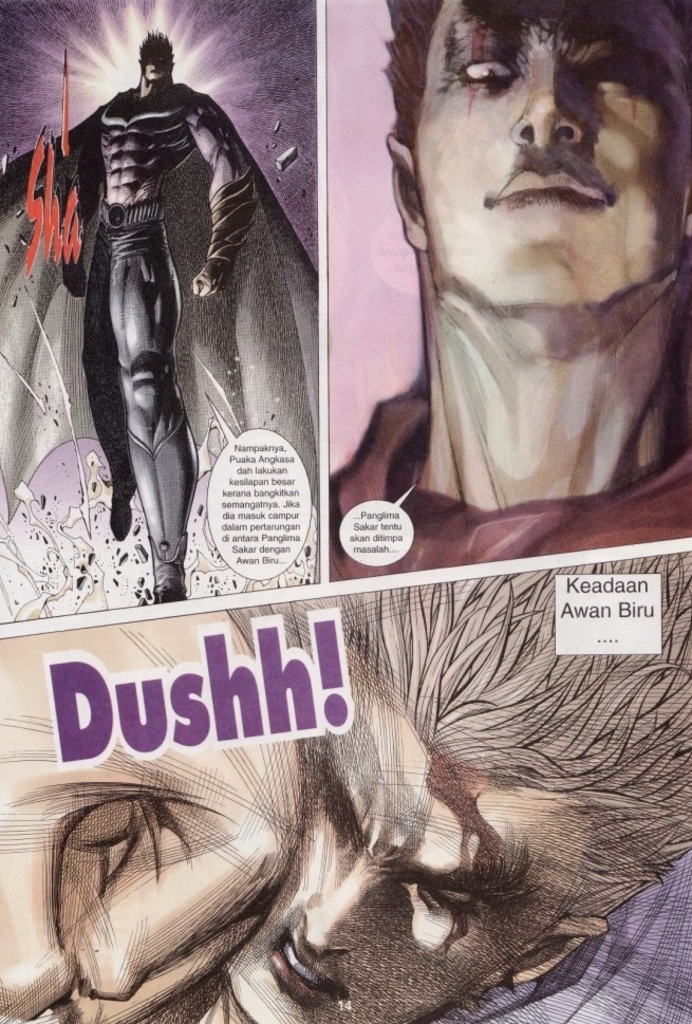 Sha
Nampaknya,
Puaka Angkasa
dah lakukan
kesilapan besar
kerana bangkitkan
semangatnya. Jika
dia masuk campur
dalam pertarungan
di antara Panglima
Sakar dengan
Awan Biru...
...Panglima
Sakar tentu
akan ditimpa
masalah....
Keadaan
Awan Biru
....
Dushh!
14